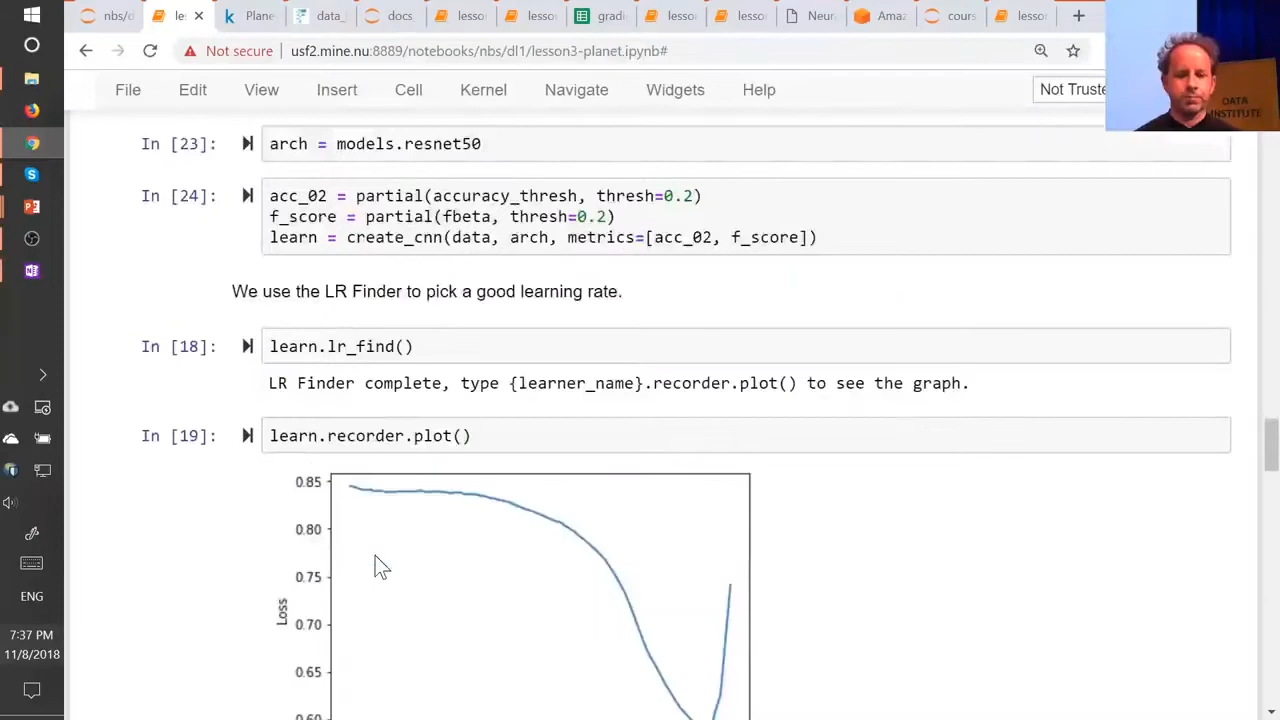 nbs/d
le
Plane
data_
docs
lesso
lesso
gradi
lesso
lesso
Neur
Amaz
cours
lesso
Not secure
usf2.mine.nu:8889/notebooks/nbs/dl1/lesson3-planet.ipynb#
File Edit View Insert Cell Kernel Navigate Widgets Help
Not Truste
DATA
INSTITUTE
In [23]: arch = models.resnet50
In [24]: acc_02 = partial(accuracy_thresh, thresh=0.2)
f_score = partial(fbeta, thresh=0.2)
learn = create_cnn(data, arch, metrics=[acc_02, f_score])
We use the LR Finder to pick a good learning rate.
In [18]: learn.lr_find()
LR Finder complete, type {learner_name}.recorder.plot() to see the graph.
In [19]: learn.recorder.plot()
0.85
0.80
0.75
0.70
0.65
0.60
Loss
ENG
7:37 PM
11/8/2018